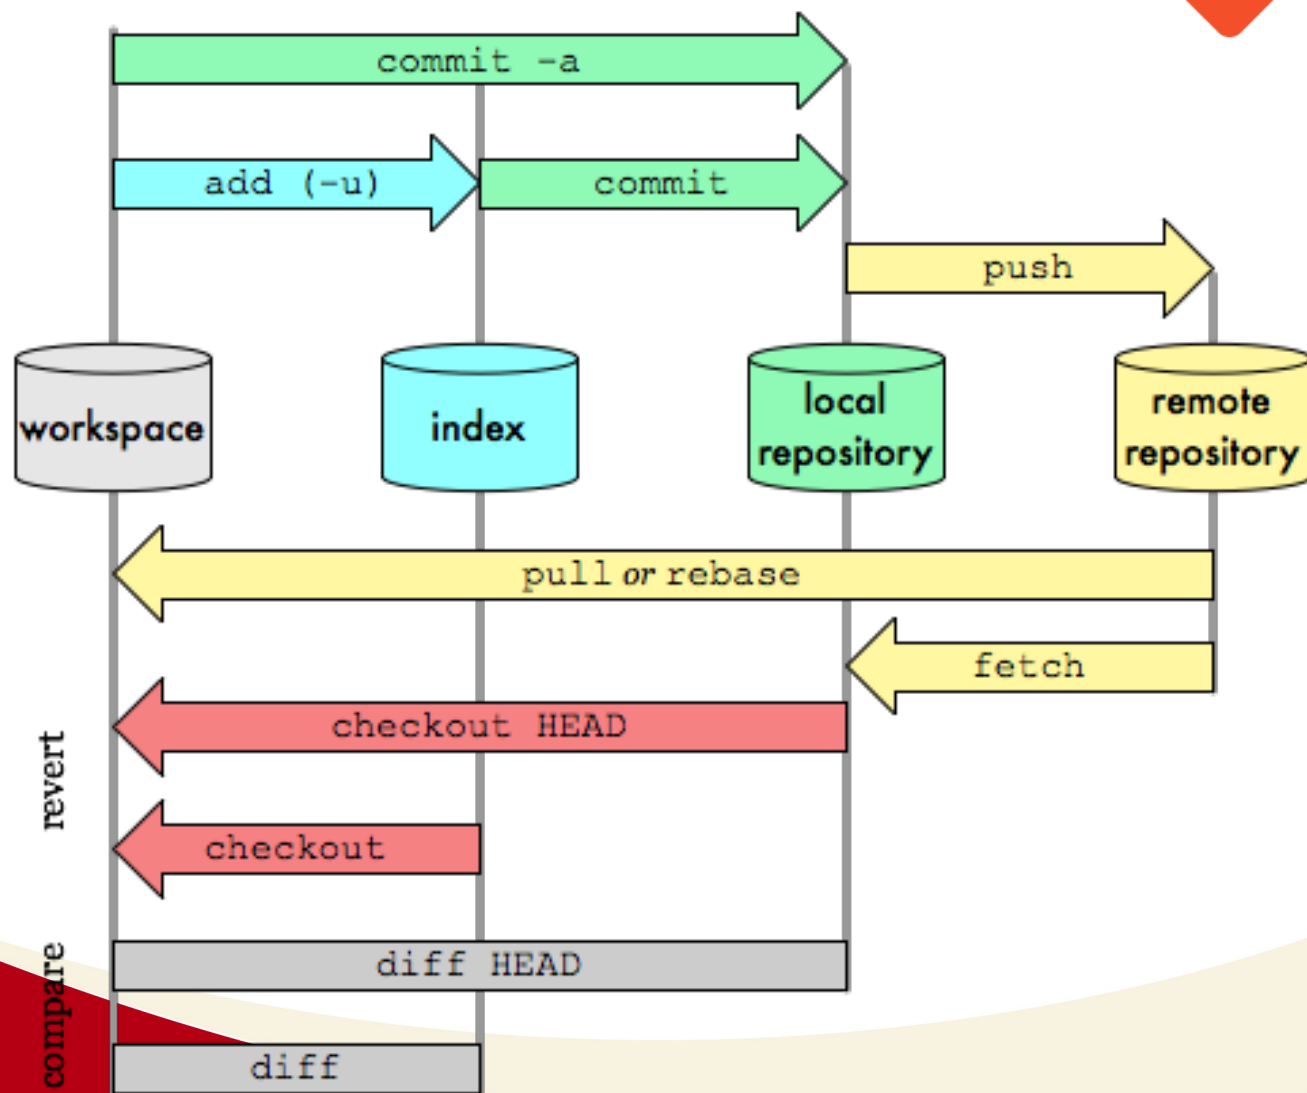 commit -a
add (-u)
commit
push
workspace
index
local
repository
remote
repository
pull or rebase
fetch
revert
checkout HEAD
checkout
compare
diff HEAD
diff